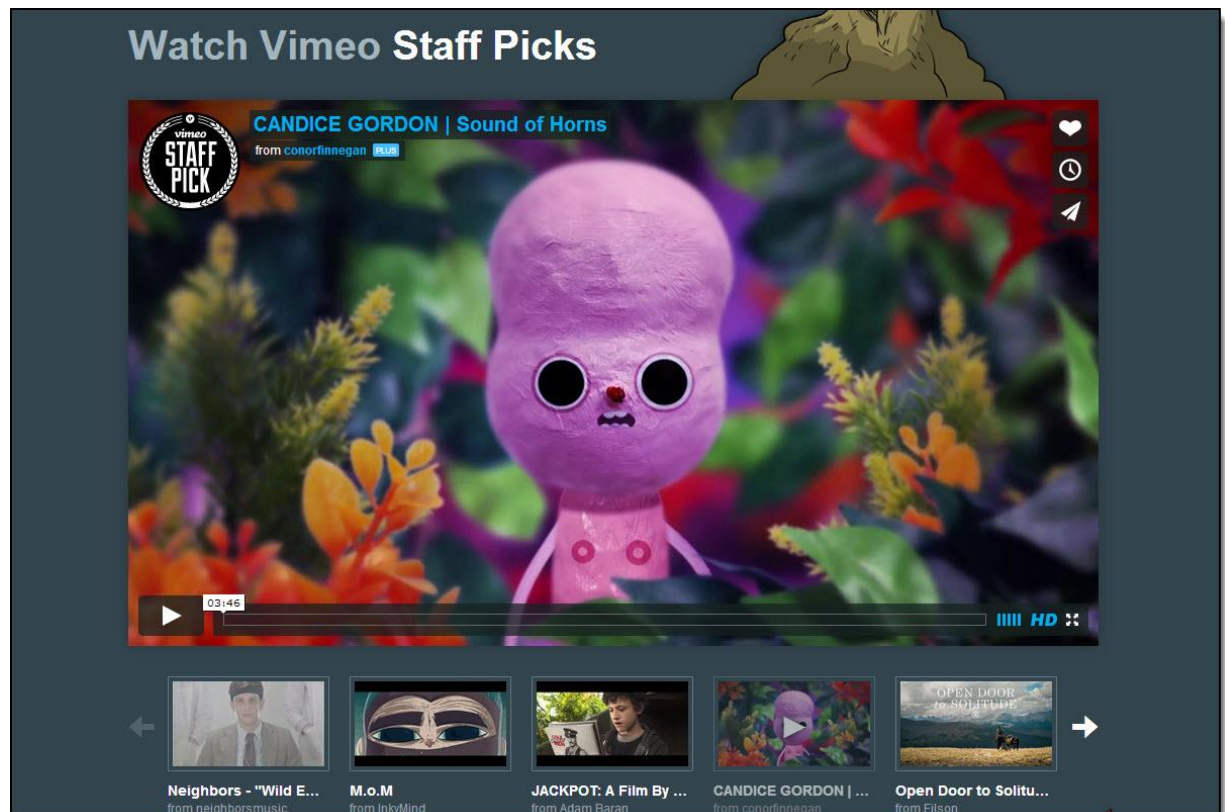 Watch Vimeo Staff Picks
vimeo
STAFF
PICK
CANDICE GORDON | Sound of Horns
from conorfinnegan PLUS
03:46
HD
OPEN DOOR
to SOLITUDE
Neighbors - "Wild E...
from neighborsmusic
M.o.M
from InkyMind
JACKPOT: A Film By ...
from Adam Baran
CANDICE GORDON | ...
from conorfinnegan
Open Door to Solitu...
from Filson